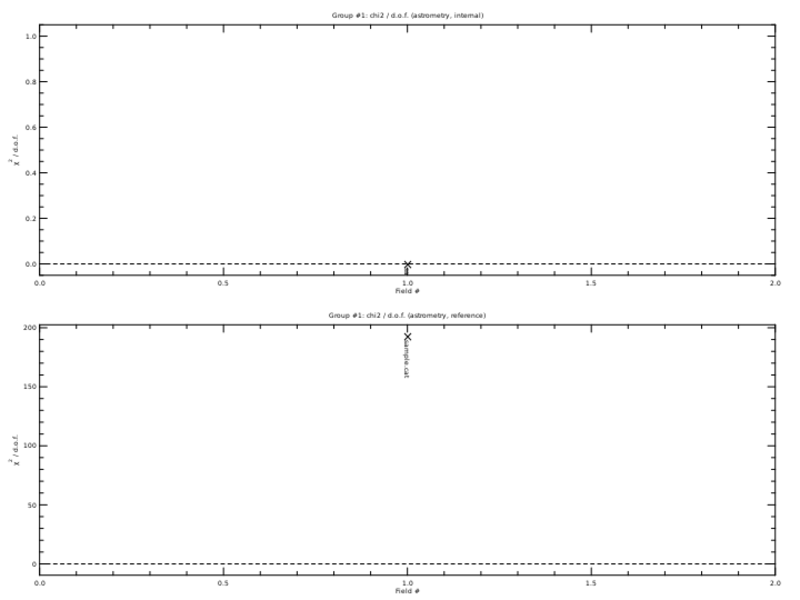 Group #1: chi2 / d.o.f. (astrometry, internal)
1.0
0.8
0.6
0.4
0.2
0.0
χ² / d.o.f.
0.0 0.5 1.0 1.5 2.0
Field #
Group #1: chi2 / d.o.f. (astrometry, reference)
200
150
100
50
0
χ² / d.o.f.
sample.cat
0.0 0.5 1.0 1.5 2.0
Field #